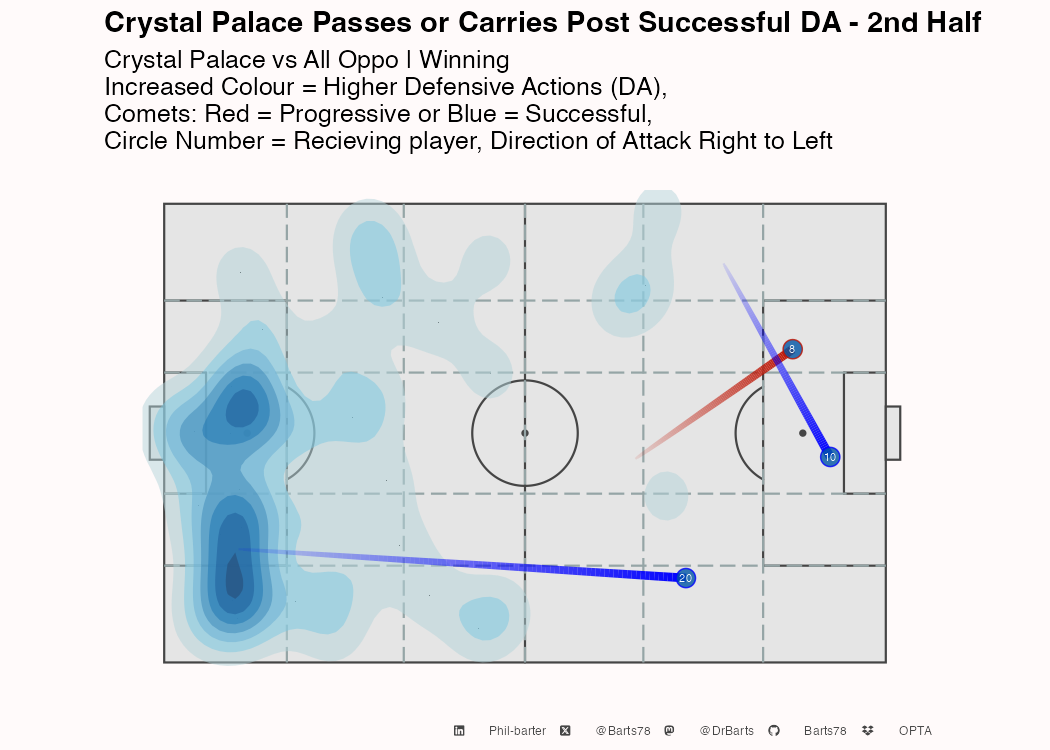 Crystal Palace Passes or Carries Post Successful DA - 2nd Half
Crystal Palace vs All Oppo | Winning
Increased Colour = Higher Defensive Actions (DA),
Comets: Red = Progressive or Blue = Successful,
Circle Number = Recieving player, Direction of Attack Right to Left
8
10
20
Phil-barter @Barts78 @DrBarts Barts78 OPTA